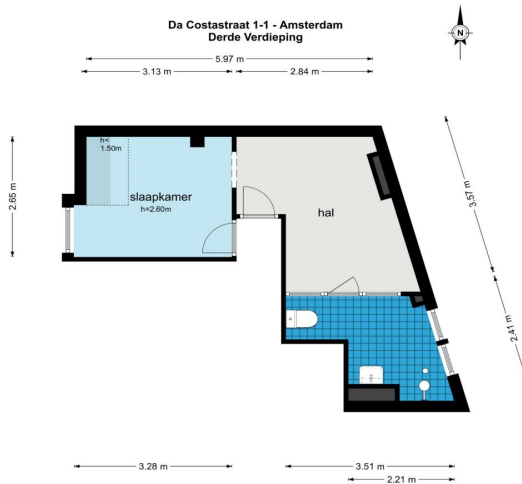 Da Costastraat 1-1 - Amsterdam
Derde Verdieping
N
5.97 m
3.13 m
2.84 m
h<
1.50m
2.65 m
slaapkamer
h=2.60m
hal
3.57 m
2.41 m
3.28 m
3.51 m
2.21 m